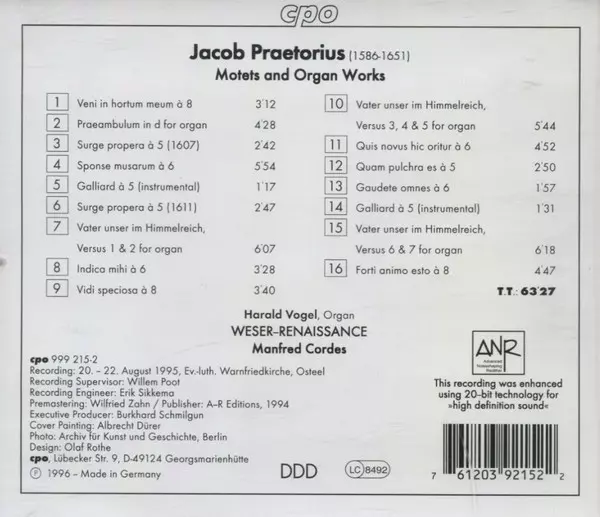 cpo
Jacob Praetorius (1586-1651)
Motets and Organ Works
1 Veni in hortum meum à 8 3'12
2 Praeambulum in d for organ 4'28
3 Surge propera à 5 (1607) 2'42
4 Sponse musarum à 6 5'54
5 Galliard à 5 (instrumental) 1'17
6 Surge propera à 5 (1611) 2'47
7 Vater unser im Himmelreich,
Versus 1 & 2 for organ 6'07
8 Indica mihi à 6 3'28
9 Vidi speciosa à 8 3'40
10 Vater unser im Himmelreich,
Versus 3, 4 & 5 for organ 5'44
11 Quis novus hic oritur à 6 4'52
12 Quam pulchra es à 5 2'50
13 Gaudete omnes à 6 1'57
14 Galliard à 5 (instrumental) 1'31
15 Vater unser im Himmelreich,
Versus 6 & 7 for organ 6'18
16 Forti animo esto à 8 4'47
T.T.: 63'27
Harald Vogel, Organ
WESER-RENAISSANCE
Manfred Cordes
cpo 999 215-2
Recording: 20. - 22. August 1995, Ev.-luth. Warnfriedkirche, Osteel
Recording Supervisor: Willem Poot
Recording Engineer: Erik Sikkema
Premastering: Wilfried Zahn / Publisher: A-R Editions, 1994
Executive Producer: Burkhard Schmilgun
Cover Painting: Albrecht Dürer
Photo: Archiv für Kunst und Geschichte, Berlin
Design: Olaf Rothe
cpo, Lübecker Str. 9, D-49124 Georgsmarienhütte
℗ 1996 – Made in Germany
DDD
LC 8492
ANR
Advanced
Noiseshaping
This recording was enhanced
using 20-bit technology for
»high definition sound«
7 61203 92152 2